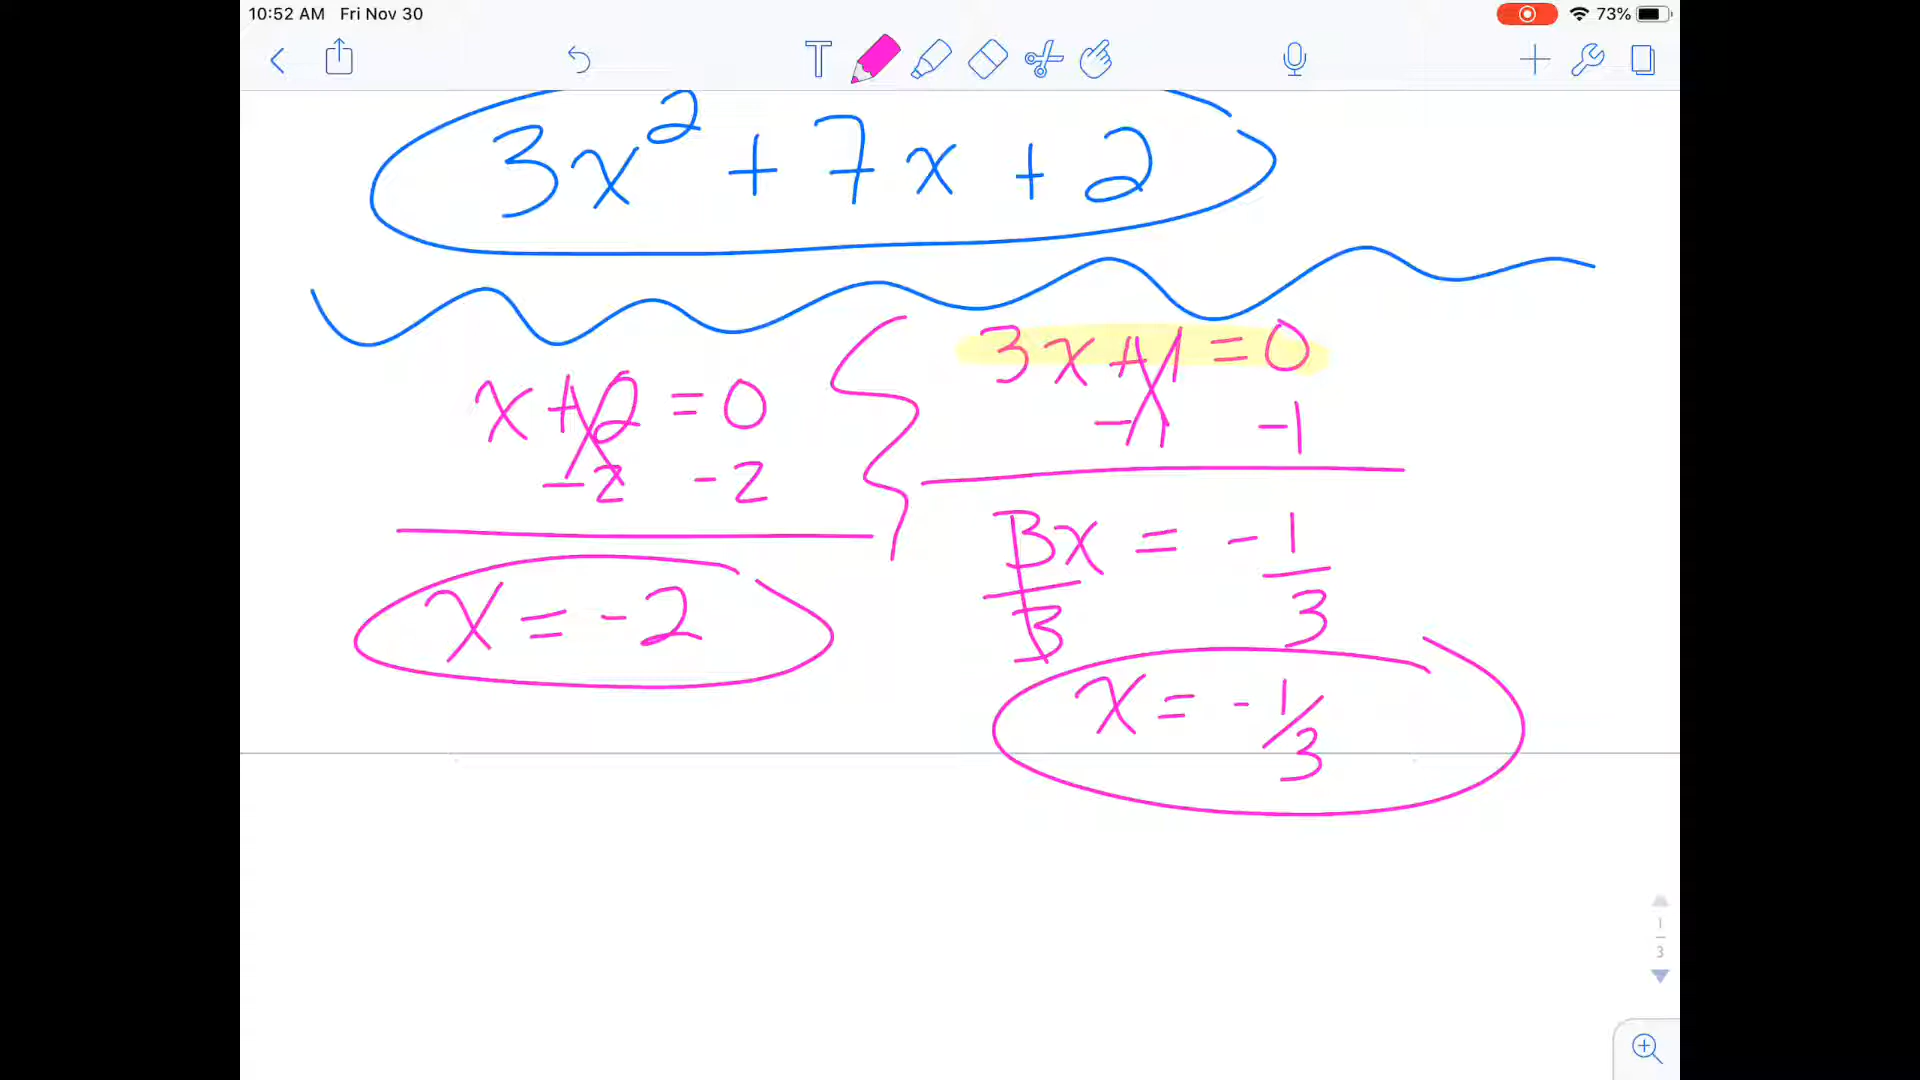 10:52 AM Fri Nov 30 73%
T
3x² + 7x + 2
x + 2 = 0
-2 -2
x = -2
3x + 1 = 0
-1 -1
3x = -1
3 3
x = -1/3
1
3